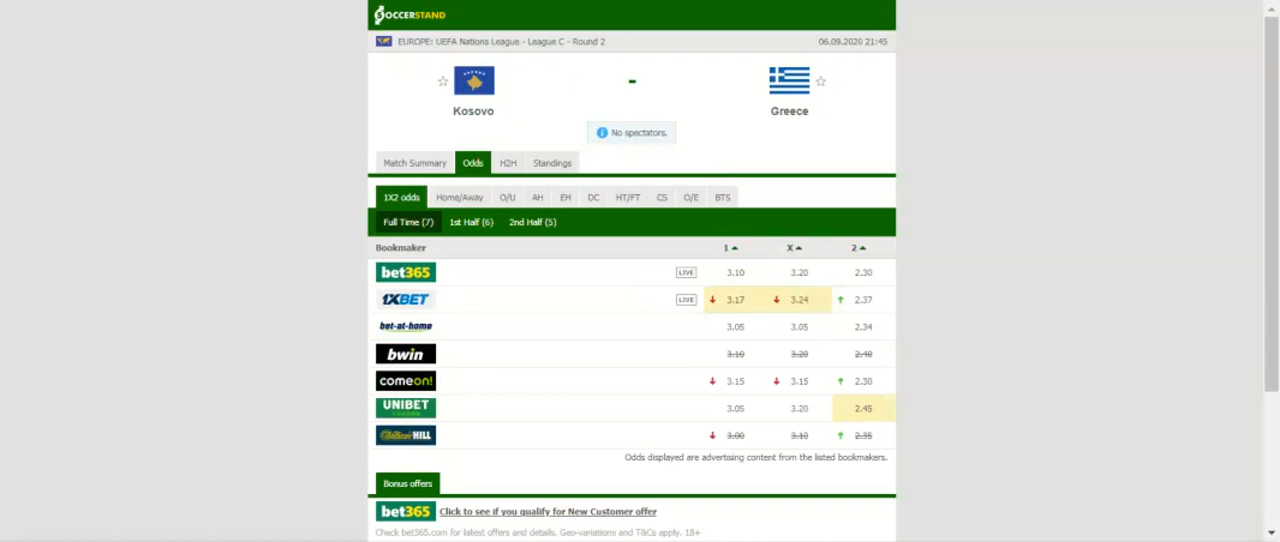 SOCCERSTAND
EUROPE: UEFA Nations League - League C - Round 2 06.09.2020 21:45
-
Kosovo Greece
No spectators.
Match Summary Odds H2H Standings
1X2 odds Home/Away O/U AH EH DC HT/FT CS O/E BTS
Full Time (7) 1st Half (6) 2nd Half (5)
Bookmaker 1 X 2
bet365 LIVE 3.10 3.20 2.30
1XBET LIVE 3.17 3.24 2.37
bet-at-home 3.05 3.05 2.34
bwin 3.10 3.20 2.40
comeon! 3.15 3.15 2.30
UNIBET 3.05 3.20 2.45
William HILL 3.00 3.10 2.35
Odds displayed are advertising content from the listed bookmakers.
Bonus offers
bet365 Click to see if you qualify for New Customer offer
Check bet365.com for latest offers and details. Geo-variations and T&Cs apply. 18+